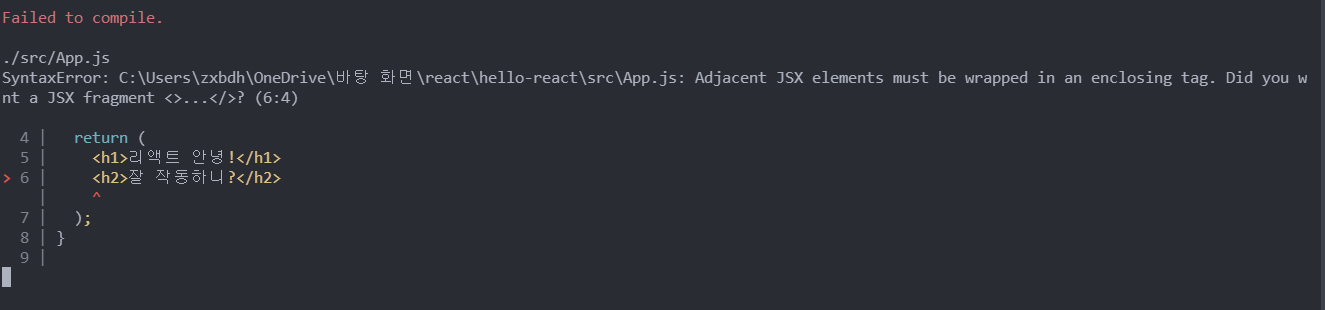 Failed to compile.
./src/App.js
SyntaxError: C:\Users\zxbdh\OneDrive\바탕 화면\react\hello-react\src\App.js: Adjacent JSX elements must be wrapped in an enclosing tag. Did you w
nt a JSX fragment <>...</>? (6:4)
  4 |   return (
  5 |     <h1>리액트 안녕!</h1>
> 6 |     <h2>잘 작동하니?</h2>
    |     ^
  7 |   );
  8 | }
  9 |